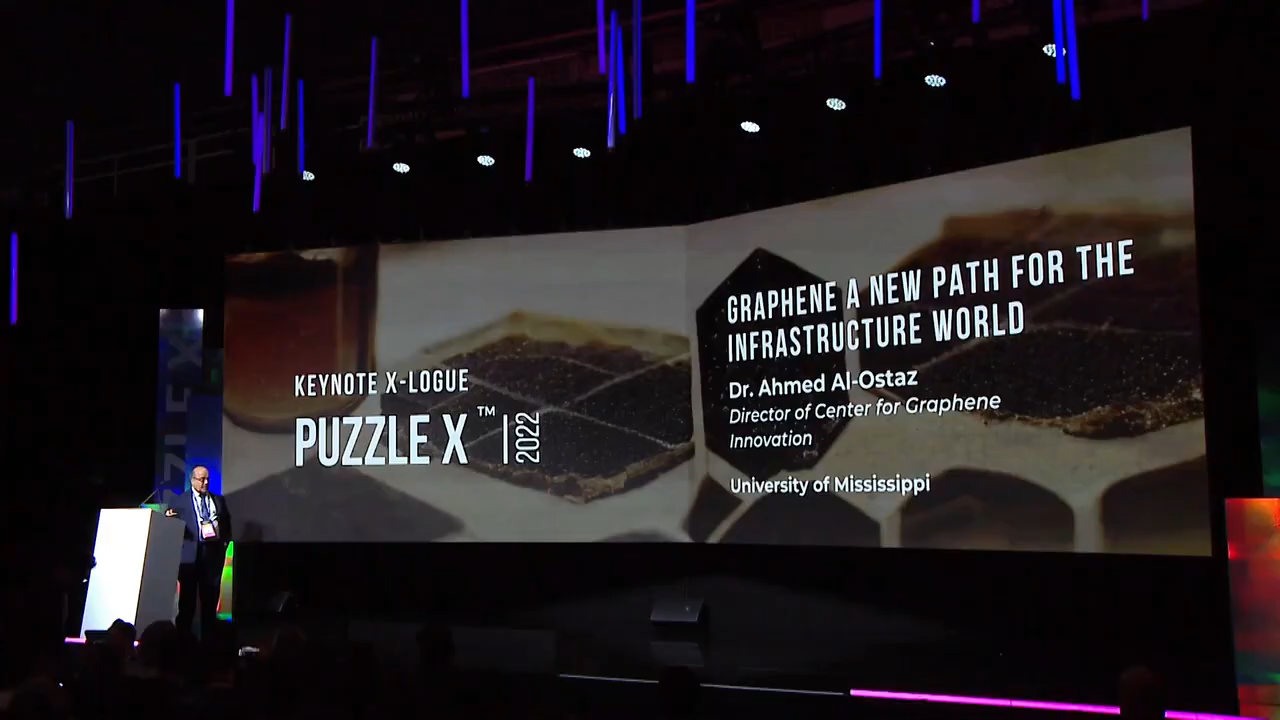 KEYNOTE X-LOGUE
PUZZLE X™ | 2022
GRAPHENE A NEW PATH FOR THE
INFRASTRUCTURE WORLD
Dr. Ahmed Al-Ostaz
Director of Center for Graphene
Innovation
University of Mississippi